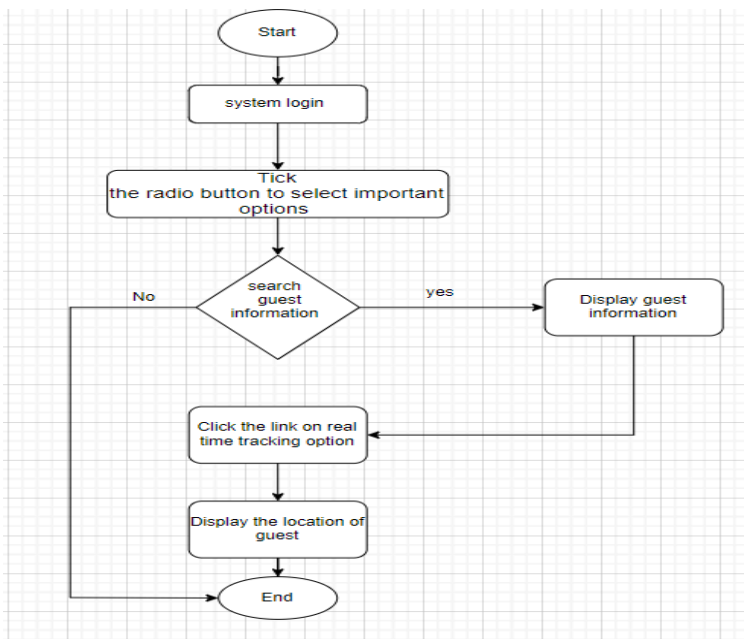 Start
system login
Tick
the radio button to select important
options
search
guest
information
No
yes
Display guest
information
Click the link on real
time tracking option
Display the location of
guest
End